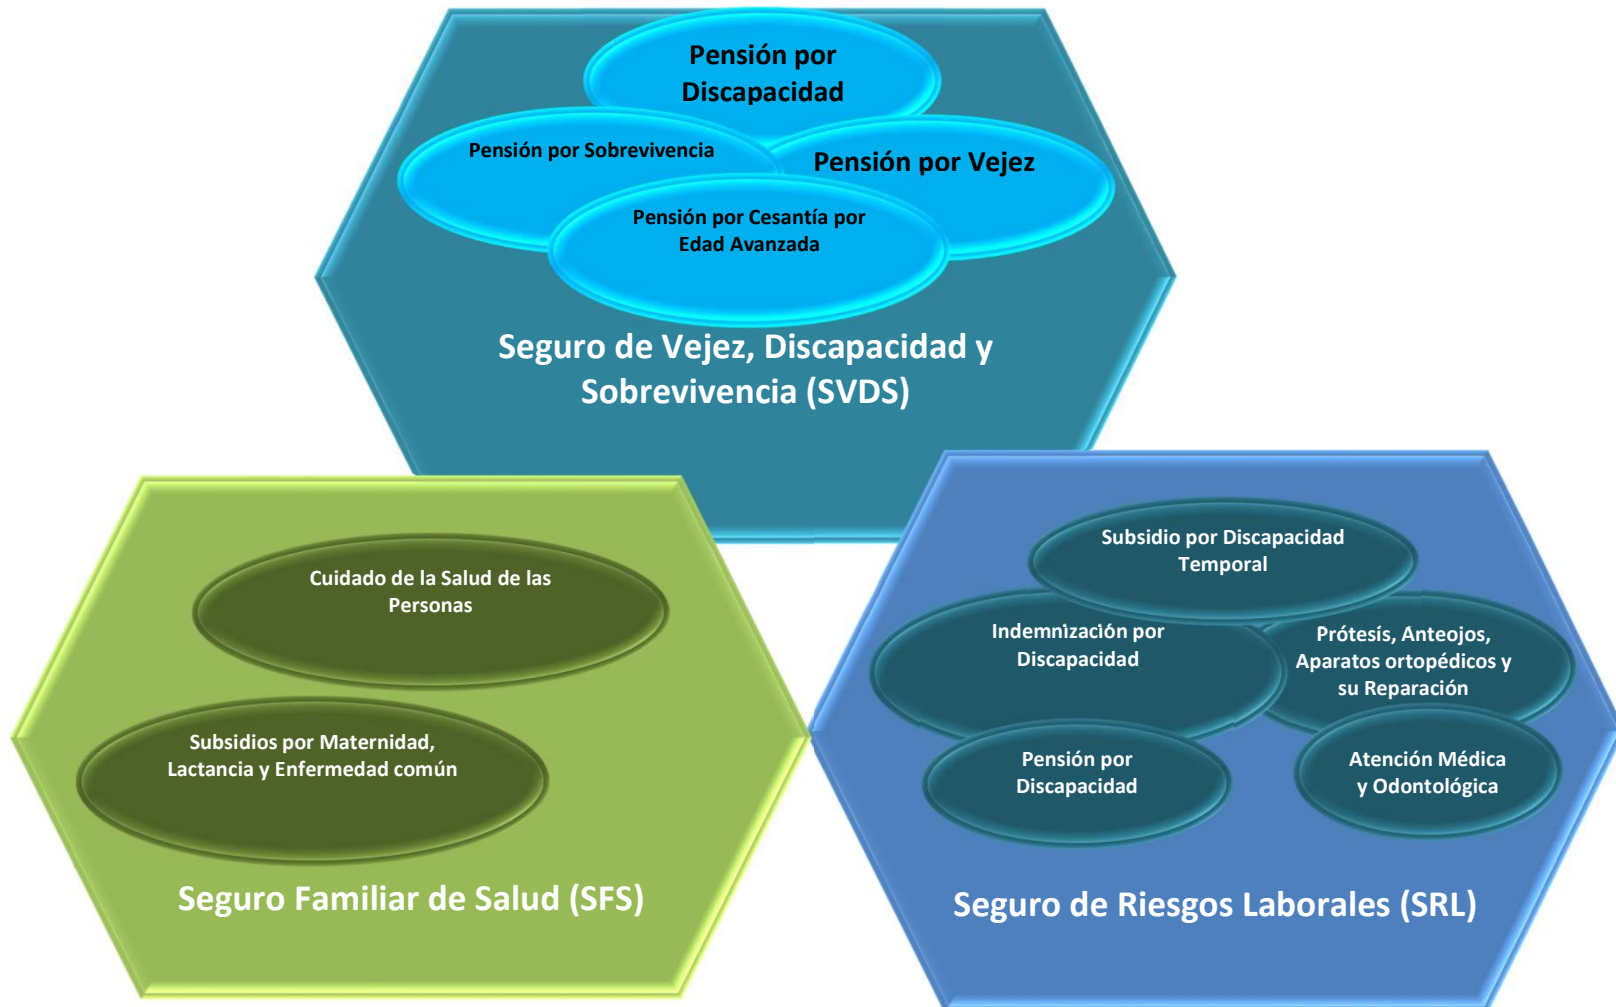 Pensión por
Discapacidad
Pensión por Sobrevivencia
Pensión por Vejez
Pensión por Cesantía por
Edad Avanzada
Seguro de Vejez, Discapacidad y
Sobrevivencia (SVDS)
Cuidado de la Salud de las
Personas
Subsidios por Maternidad,
Lactancia y Enfermedad común
Seguro Familiar de Salud (SFS)
Subsidio por Discapacidad
Temporal
Indemnización por
Discapacidad
Prótesís, Anteojos,
Aparatos ortopédicos y
su Reparación
Pensión por
Discapacidad
Atención Médica
y Odontológica
Seguro de Riesgos Laborales (SRL)